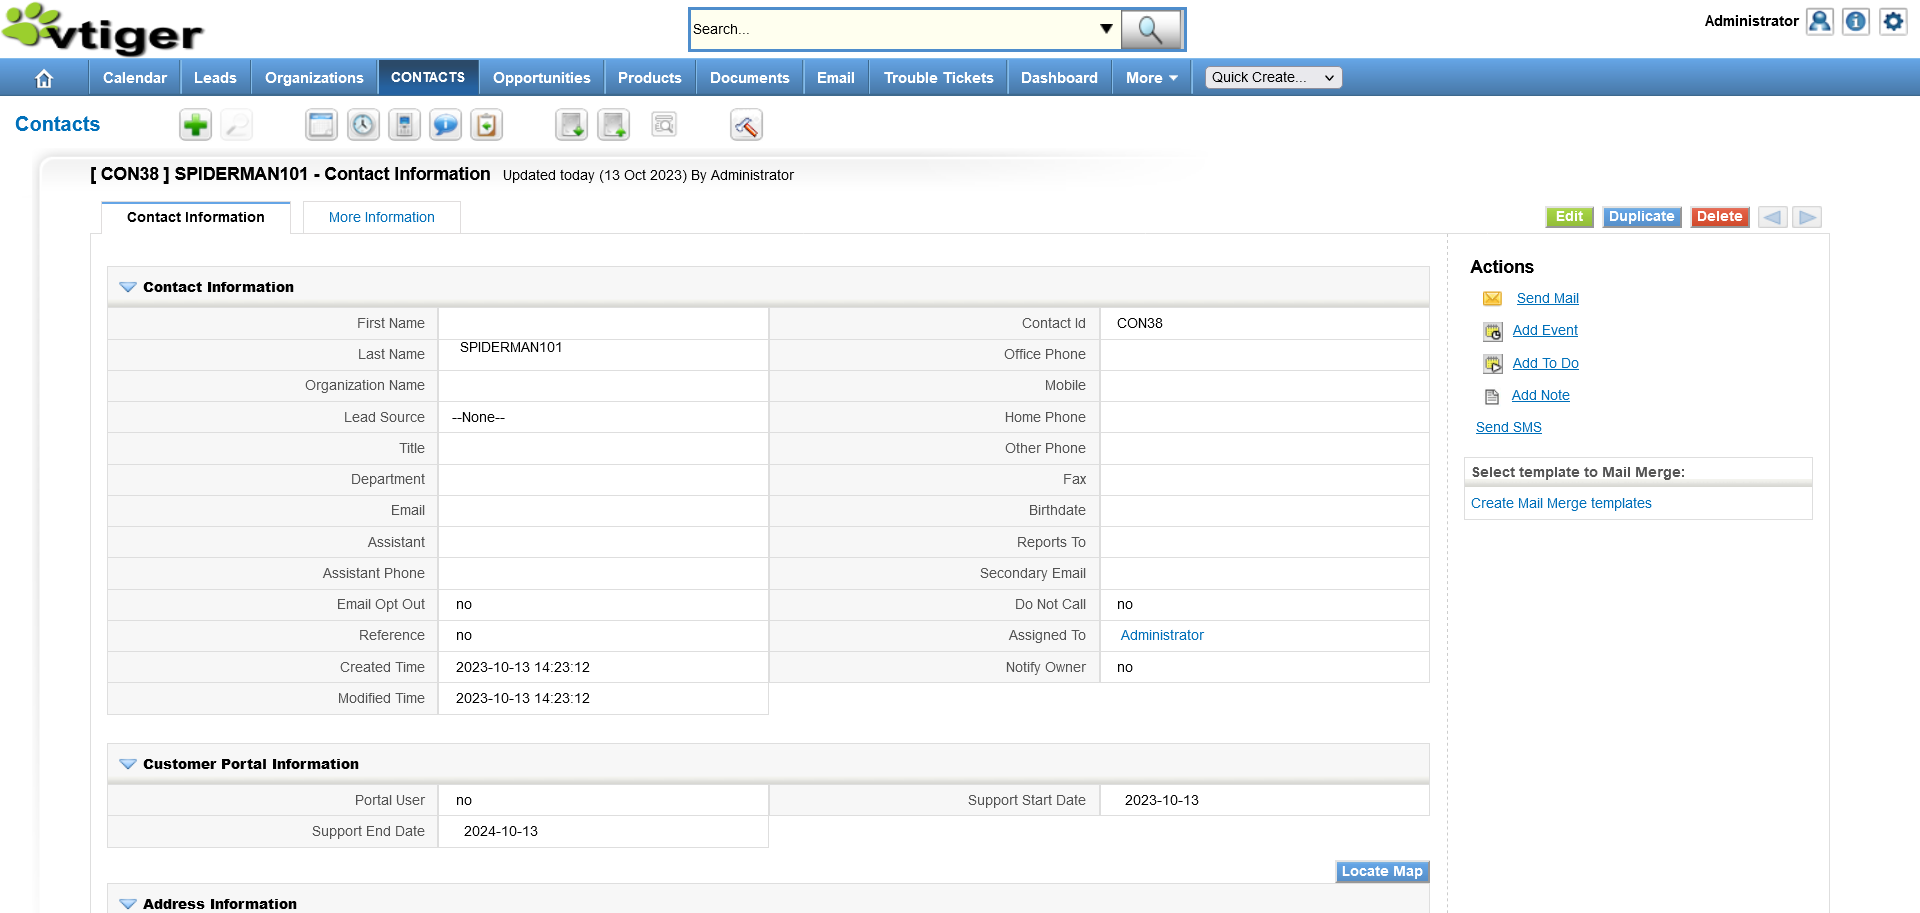 vtiger
Search...
Administrator
Calendar Leads Organizations CONTACTS Opportunities Products Documents Email Trouble Tickets Dashboard More Quick Create...
Contacts
[ CON38 ] SPIDERMAN101 - Contact Information Updated today (13 Oct 2023) By Administrator
Contact Information More Information Edit Duplicate Delete
Contact Information
First Name Contact Id CON38
Last Name SPIDERMAN101 Office Phone
Organization Name Mobile
Lead Source --None-- Home Phone
Title Other Phone
Department Fax
Email Birthdate
Assistant Reports To
Assistant Phone Secondary Email
Email Opt Out no Do Not Call no
Reference no Assigned To Administrator
Created Time 2023-10-13 14:23:12 Notify Owner no
Modified Time 2023-10-13 14:23:12
Customer Portal Information
Portal User no Support Start Date 2023-10-13
Support End Date 2024-10-13
Locate Map
Address Information
Actions
Send Mail
Add Event
Add To Do
Add Note
Send SMS
Select template to Mail Merge:
Create Mail Merge templates